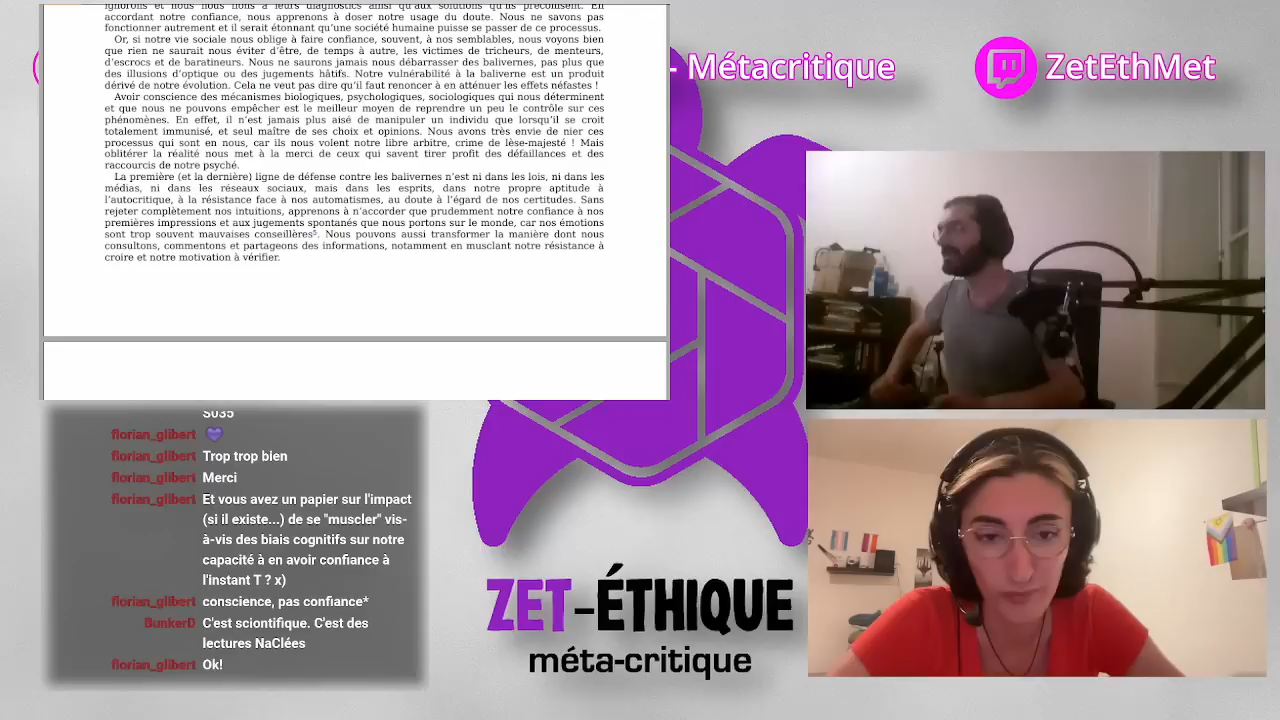 ignorons et nous nous fions à leurs diagnostics ainsi qu'aux solutions qu'ils préconisent. En
accordant notre confiance, nous apprenons à doser notre usage du doute. Nous ne savons pas
fonctionner autrement et il serait étonnant qu'une société humaine puisse se passer de ce processus.
Or, si notre vie sociale nous oblige à faire confiance, souvent, à nos semblables, nous voyons bien
que rien ne saurait nous éviter d'être, de temps à autre, les victimes de tricheurs, de menteurs,
d'escrocs et de baratineurs. Nous ne pourrons jamais nous débarrasser des balivernes, pas plus que
des illusions d'optique ou des jugements hâtifs. Notre vulnérabilité à la baliverne est un produit
dérivé de notre évolution. Cela ne veut pas dire qu'il faut renoncer à en atténuer les effets néfastes !
Avoir conscience des mécanismes biologiques, psychologiques, sociologiques qui nous déterminent
et que nous ne pouvons empêcher est le meilleur moyen de reprendre un peu le contrôle sur ces
phénomènes. En effet, il n'est jamais plus aisé de manipuler un individu que lorsqu'il se croit
totalement immunisé, et seul maître de ses choix et opinions. Nous avons très envie de nier ces
processus qui sont en nous, car ils nous volent notre libre arbitre, crime de lèse-majesté ! Mais
oblitérer la réalité nous met à la merci de ceux qui savent tirer profit des défaillances et des
raccourcis de notre psyché.
La première (et la dernière) ligne de défense contre les balivernes n'est ni dans les lois, ni dans les
médias, ni dans les réseaux sociaux, mais dans les esprits, dans notre propre aptitude à
l'autocritique, à la résistance face à nos automatismes, au doute à l'égard de nos certitudes. Sans
rejeter complètement nos intuitions, apprenons à n'accorder que prudemment notre confiance à nos
premières impressions et aux jugements spontanés que nous portons sur le monde, car nos émotions
sont trop souvent mauvaises conseillères⁵. Nous pouvons aussi transformer la manière dont nous
consultons, commentons et partageons des informations, notamment en musclant notre résistance à
croire et notre motivation à vérifier.
- Métacritique
ZetEthMet
S035
florian_glibert
florian_glibert Trop trop bien
florian_glibert Merci
florian_glibert Et vous avez un papier sur l'impact
(si il existe...) de se "muscler" vis-
à-vis des biais cognitifs sur notre
capacité à en avoir confiance à
l'instant T ? x)
florian_glibert conscience, pas confiance*
BunkerD C'est scientifique. C'est des
lectures NaClées
florian_glibert Ok!
ZET-ÉTHIQUE
méta-critique